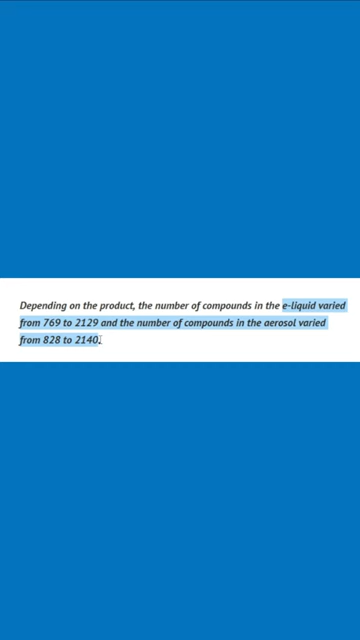 Depending on the product, the number of compounds in the e-liquid varied
from 769 to 2129 and the number of compounds in the aerosol varied
from 828 to 2140.